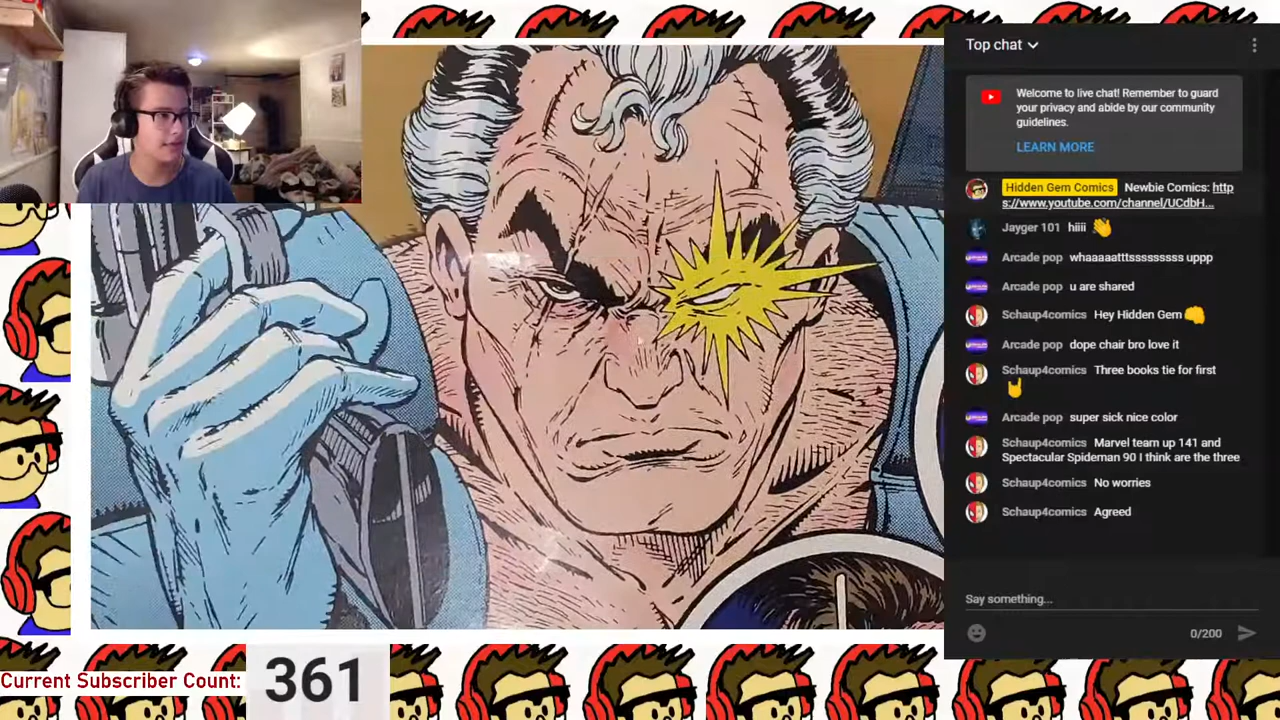 Top chat
Welcome to live chat! Remember to guard
your privacy and abide by our community
guidelines.
LEARN MORE
Hidden Gem Comics Newbie Comics: http
s://www.youtube.com/channel/UCdbH...
Jayger 101 hiiii
Arcade pop whaaaatttsssssssss uppp
Arcade pop u are shared
Schaup4comics Hey Hidden Gem
Arcade pop dope chair bro love it
Schaup4comics Three books tie for first
Arcade pop super sick nice color
Schaup4comics Marvel team up 141 and
Spectacular Spideman 90 I think are the three
Schaup4comics No worries
Schaup4comics Agreed
Say something...
0/200
Current Subscriber Count: 361